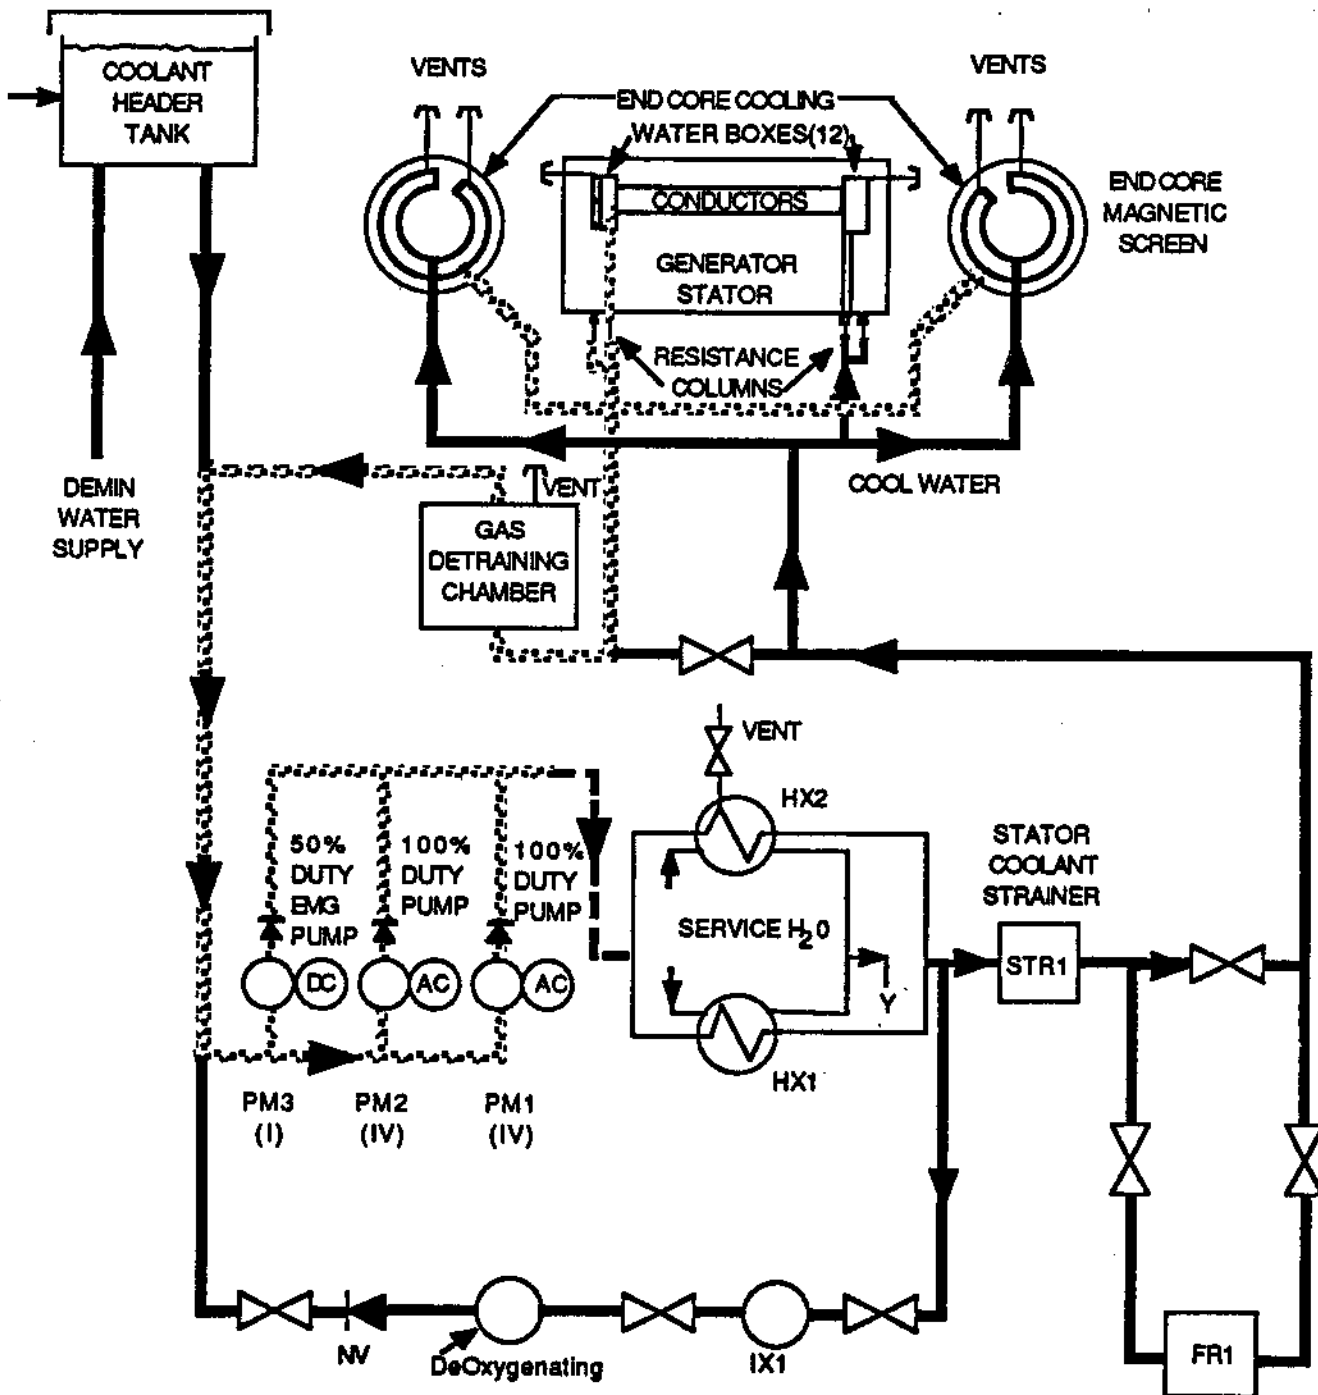 COOLANT
HEADER
TANK
VENTS
END CORE COOLING
WATER BOXES(12)
VENTS
CONDUCTORS
END CORE
MAGNETIC
SCREEN
GENERATOR
STATOR
RESISTANCE
COLUMNS
DEMIN
WATER
SUPPLY
VENT
GAS
DETRAINING
CHAMBER
COOL WATER
VENT
HX2
50%
DUTY
EMG
PUMP
100%
DUTY
PUMP
100%
DUTY
PUMP
STATOR
COOLANT
STRAINER
SERVICE H₂0
DC
AC
AC
STR1
Y
HX1
PM3
(I)
PM2
(IV)
PM1
(IV)
NV
DeOxygenating
IX1
FR1